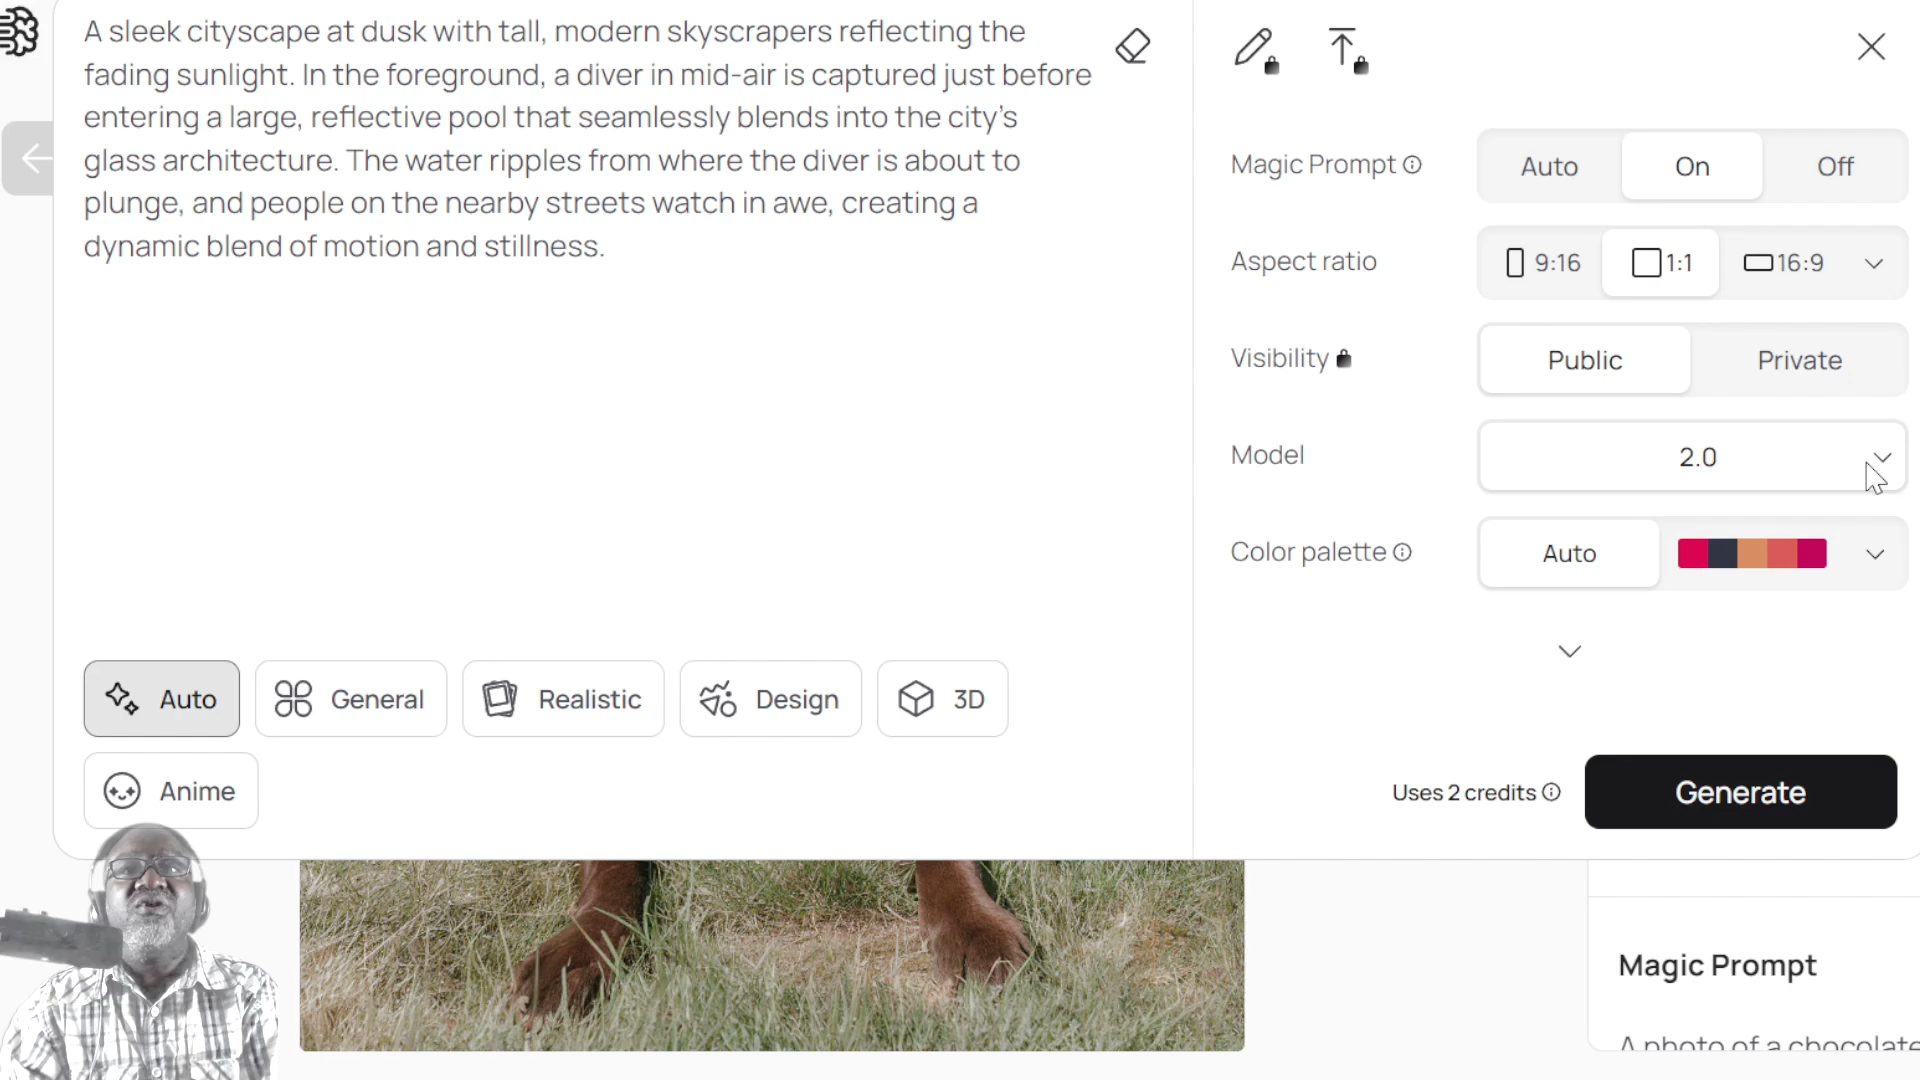 A sleek cityscape at dusk with tall, modern skyscrapers reflecting the
fading sunlight. In the foreground, a diver in mid-air is captured just before
entering a large, reflective pool that seamlessly blends into the city's
glass architecture. The water ripples from where the diver is about to
plunge, and people on the nearby streets watch in awe, creating a
dynamic blend of motion and stillness.
Auto
General
Realistic
Design
3D
Anime
Magic Prompt
Auto
On
Off
Aspect ratio
9:16
1:1
16:9
Visibility
Public
Private
Model
2.0
Color palette
Auto
Uses 2 credits
Generate
Magic Prompt
A photo of a chocolate